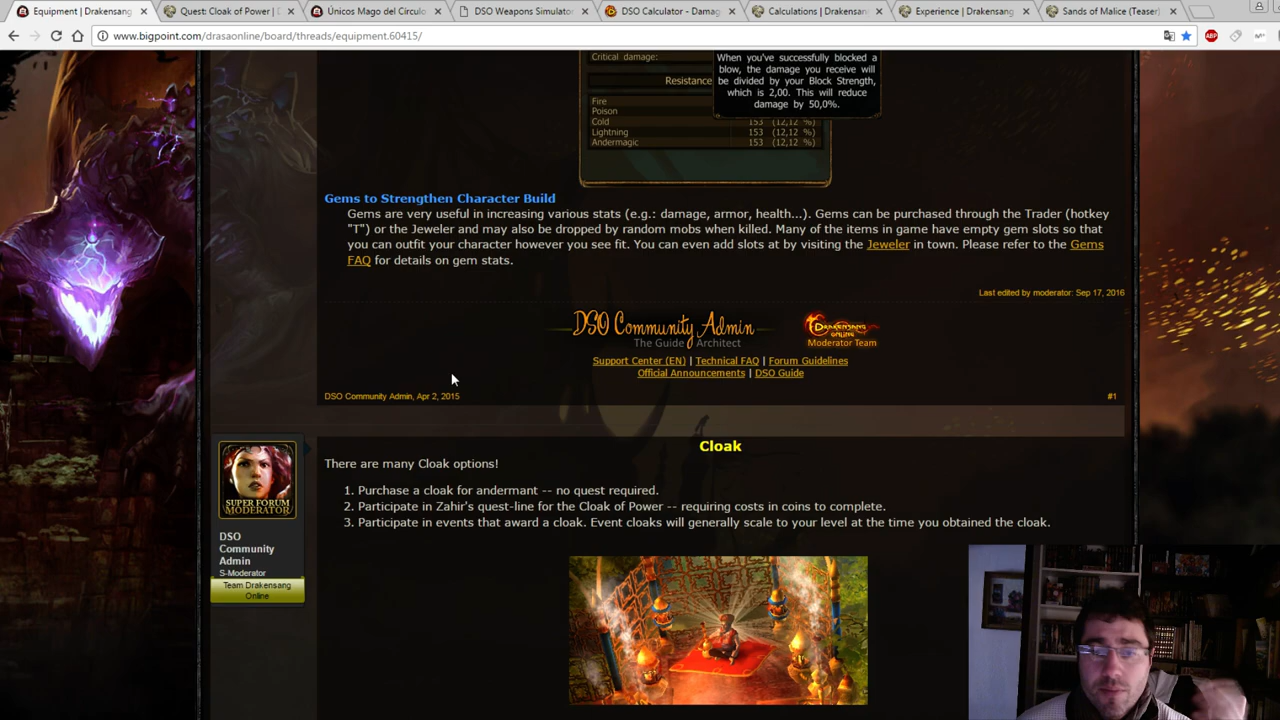 Equipment | Drakensang
Quest: Cloak of Power | D
Únicos Mago del Círculo
DSO Weapons Simulator
DSO Calculator - Damag
Calculations | Drakensan
Experience | Drakensang
Sands of Malice (Teaser)
www.bigpoint.com/drasaonline/board/threads/equipment.60415/
ABP
Critical damage:
When you've successfully blocked a
blow, the damage you receive will
be divided by your Block Strength,
which is 2,00. This will reduce
damage by 50,0%.
Resistance
Fire
Poison
Cold 153 (12,12 %)
Lightning 153 (12,12 %)
Andermagic 153 (12,12 %)
Gems to Strengthen Character Build
Gems are very useful in increasing various stats (e.g.: damage, armor, health...). Gems can be purchased through the Trader (hotkey
"T") or the Jeweler and may also be dropped by random mobs when killed. Many of the items in game have empty gem slots so that
you can outfit your character however you see fit. You can even add slots at by visiting the Jeweler in town. Please refer to the Gems
FAQ for details on gem stats.
Last edited by moderator: Sep 17, 2016
DSO Community Admin
The Guide Architect
Drakensang
Moderator Team
Support Center (EN) | Technical FAQ | Forum Guidelines
Official Announcements | DSO Guide
DSO Community Admin, Apr 2, 2015
#1
SUPER FORUM
MODERATOR
DSO
Community
Admin
S-Moderator
Team Drakensang
Online
Cloak
There are many Cloak options!
1. Purchase a cloak for andermant -- no quest required.
2. Participate in Zahir's quest-line for the Cloak of Power -- requiring costs in coins to complete.
3. Participate in events that award a cloak. Event cloaks will generally scale to your level at the time you obtained the cloak.